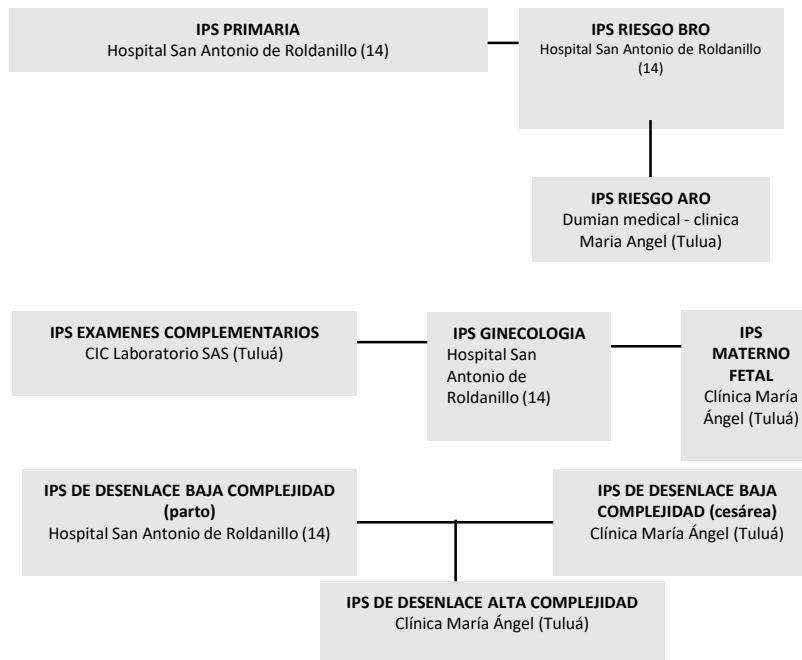 IPS PRIMARIA
Hospital San Antonio de Roldanillo (14)
IPS RIESGO BRO
Hospital San Antonio de Roldanillo
(14)
IPS RIESGO ARO
Dumian medical - clinica
Maria Angel (Tulua)
IPS EXAMENES COMPLEMENTARIOS
CIC Laboratorio SAS (Tuluá)
IPS GINECOLOGIA
Hospital San
Antonio de
Roldanillo (14)
IPS
MATERNO
FETAL
Clínica María
Ángel (Tuluá)
IPS DE DESENLACE BAJA COMPLEJIDAD
(parto)
Hospital San Antonio de Roldanillo (14)
IPS DE DESENLACE BAJA
COMPLEJIDAD (cesárea)
Clínica María Ángel (Tuluá)
IPS DE DESENLACE ALTA COMPLEJIDAD
Clínica María Ángel (Tuluá)